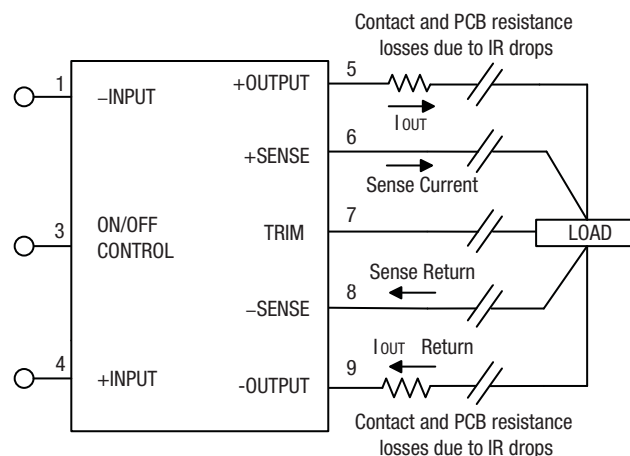 Contact and PCB resistance
losses due to IR drops
1
–INPUT
+OUTPUT
5
IOUT
6
+SENSE
Sense Current
3
ON/OFF
CONTROL
TRIM
7
LOAD
Sense Return
–SENSE
8
4
+INPUT
IOUT Return
-OUTPUT
9
Contact and PCB resistance
losses due to IR drops